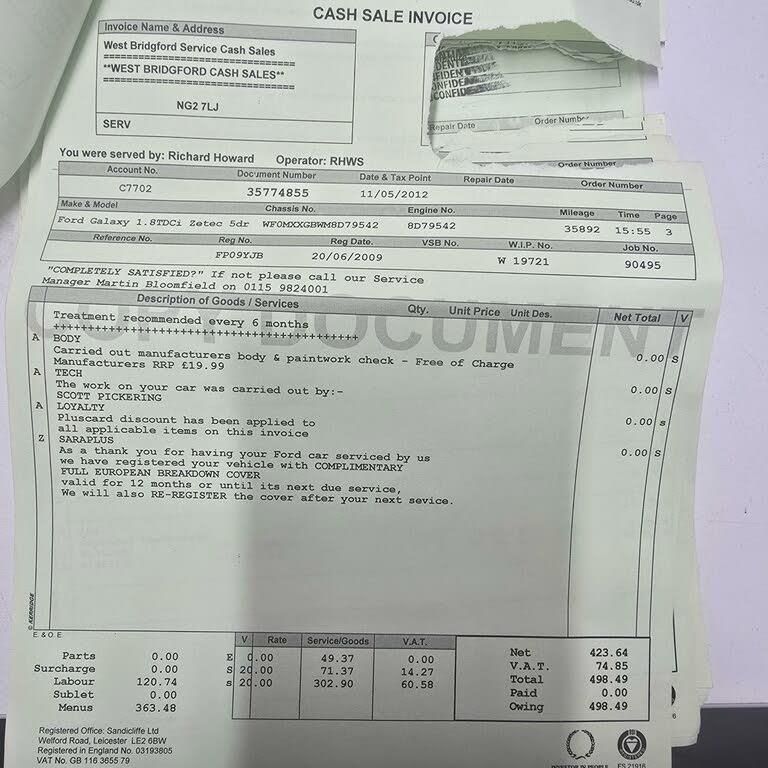 CASH SALE INVOICE
Invoice Name & Address
West Bridgford Service Cash Sales
==============================
**WEST BRIDGFORD CASH SALES**
==============================
NG2 7LJ
SERV
Repair Date Order Number
Order Number
You were served by: Richard Howard Operator: RHWS
Account No. Document Number Date & Tax Point Repair Date Order Number
C7702 35774855 11/05/2012
Make & Model Chassis No. Engine No. Mileage Time Page
Ford Galaxy 1.8TDCi Zetec 5dr WF0MXXGBWM8D79542 8D79542 35892 15:55 3
Reference No. Reg No. Reg Date. VSB No. W.I.P. No. Job No.
FP09YJB 20/06/2009 W 19721 90495
"COMPLETELY SATISFIED?" If not please call our Service
Manager Martin Bloomfield on 0115 9824001
Description of Goods / Services Qty. Unit Price Unit Des. Net Total V
COPY DOCUMENT
Treatment recommended every 6 months
++++++++++++++++++++++++++++++++++++++++
A BODY
Carried out manufacturers body & paintwork check - Free of Charge 0.00 S
Manufacturers RRP £19.99
A TECH
The work on your car was carried out by:- 0.00 S
SCOTT PICKERING
A LOYALTY
Pluscard discount has been applied to 0.00 s
all applicable items on this invoice
Z SARAPLUS
As a thank you for having your Ford car serviced by us 0.00 S
we have registered your vehicle with COMPLIMENTARY
FULL EUROPEAN BREAKDOWN COVER
valid for 12 months or until its next due service,
We will also RE-REGISTER the cover after your next sevice.
© KERRIDGE
E. & O. E.
V Rate Service/Goods V.A.T.
Parts 0.00 E 0.00 49.37 0.00 Net 423.64
Surcharge 0.00 S 20.00 71.37 14.27 V.A.T. 74.85
Labour 120.74 s 20.00 302.90 60.58 Total 498.49
Sublet 0.00 Paid 0.00
Menus 363.48 Owing 498.49
Registered Office: Sandicliffe Ltd
Welford Road, Leicester LE2 6BW
Registered in England No. 03193805
VAT No. GB 116 3655 79
INVESTOR IN PEOPLE FS 21916